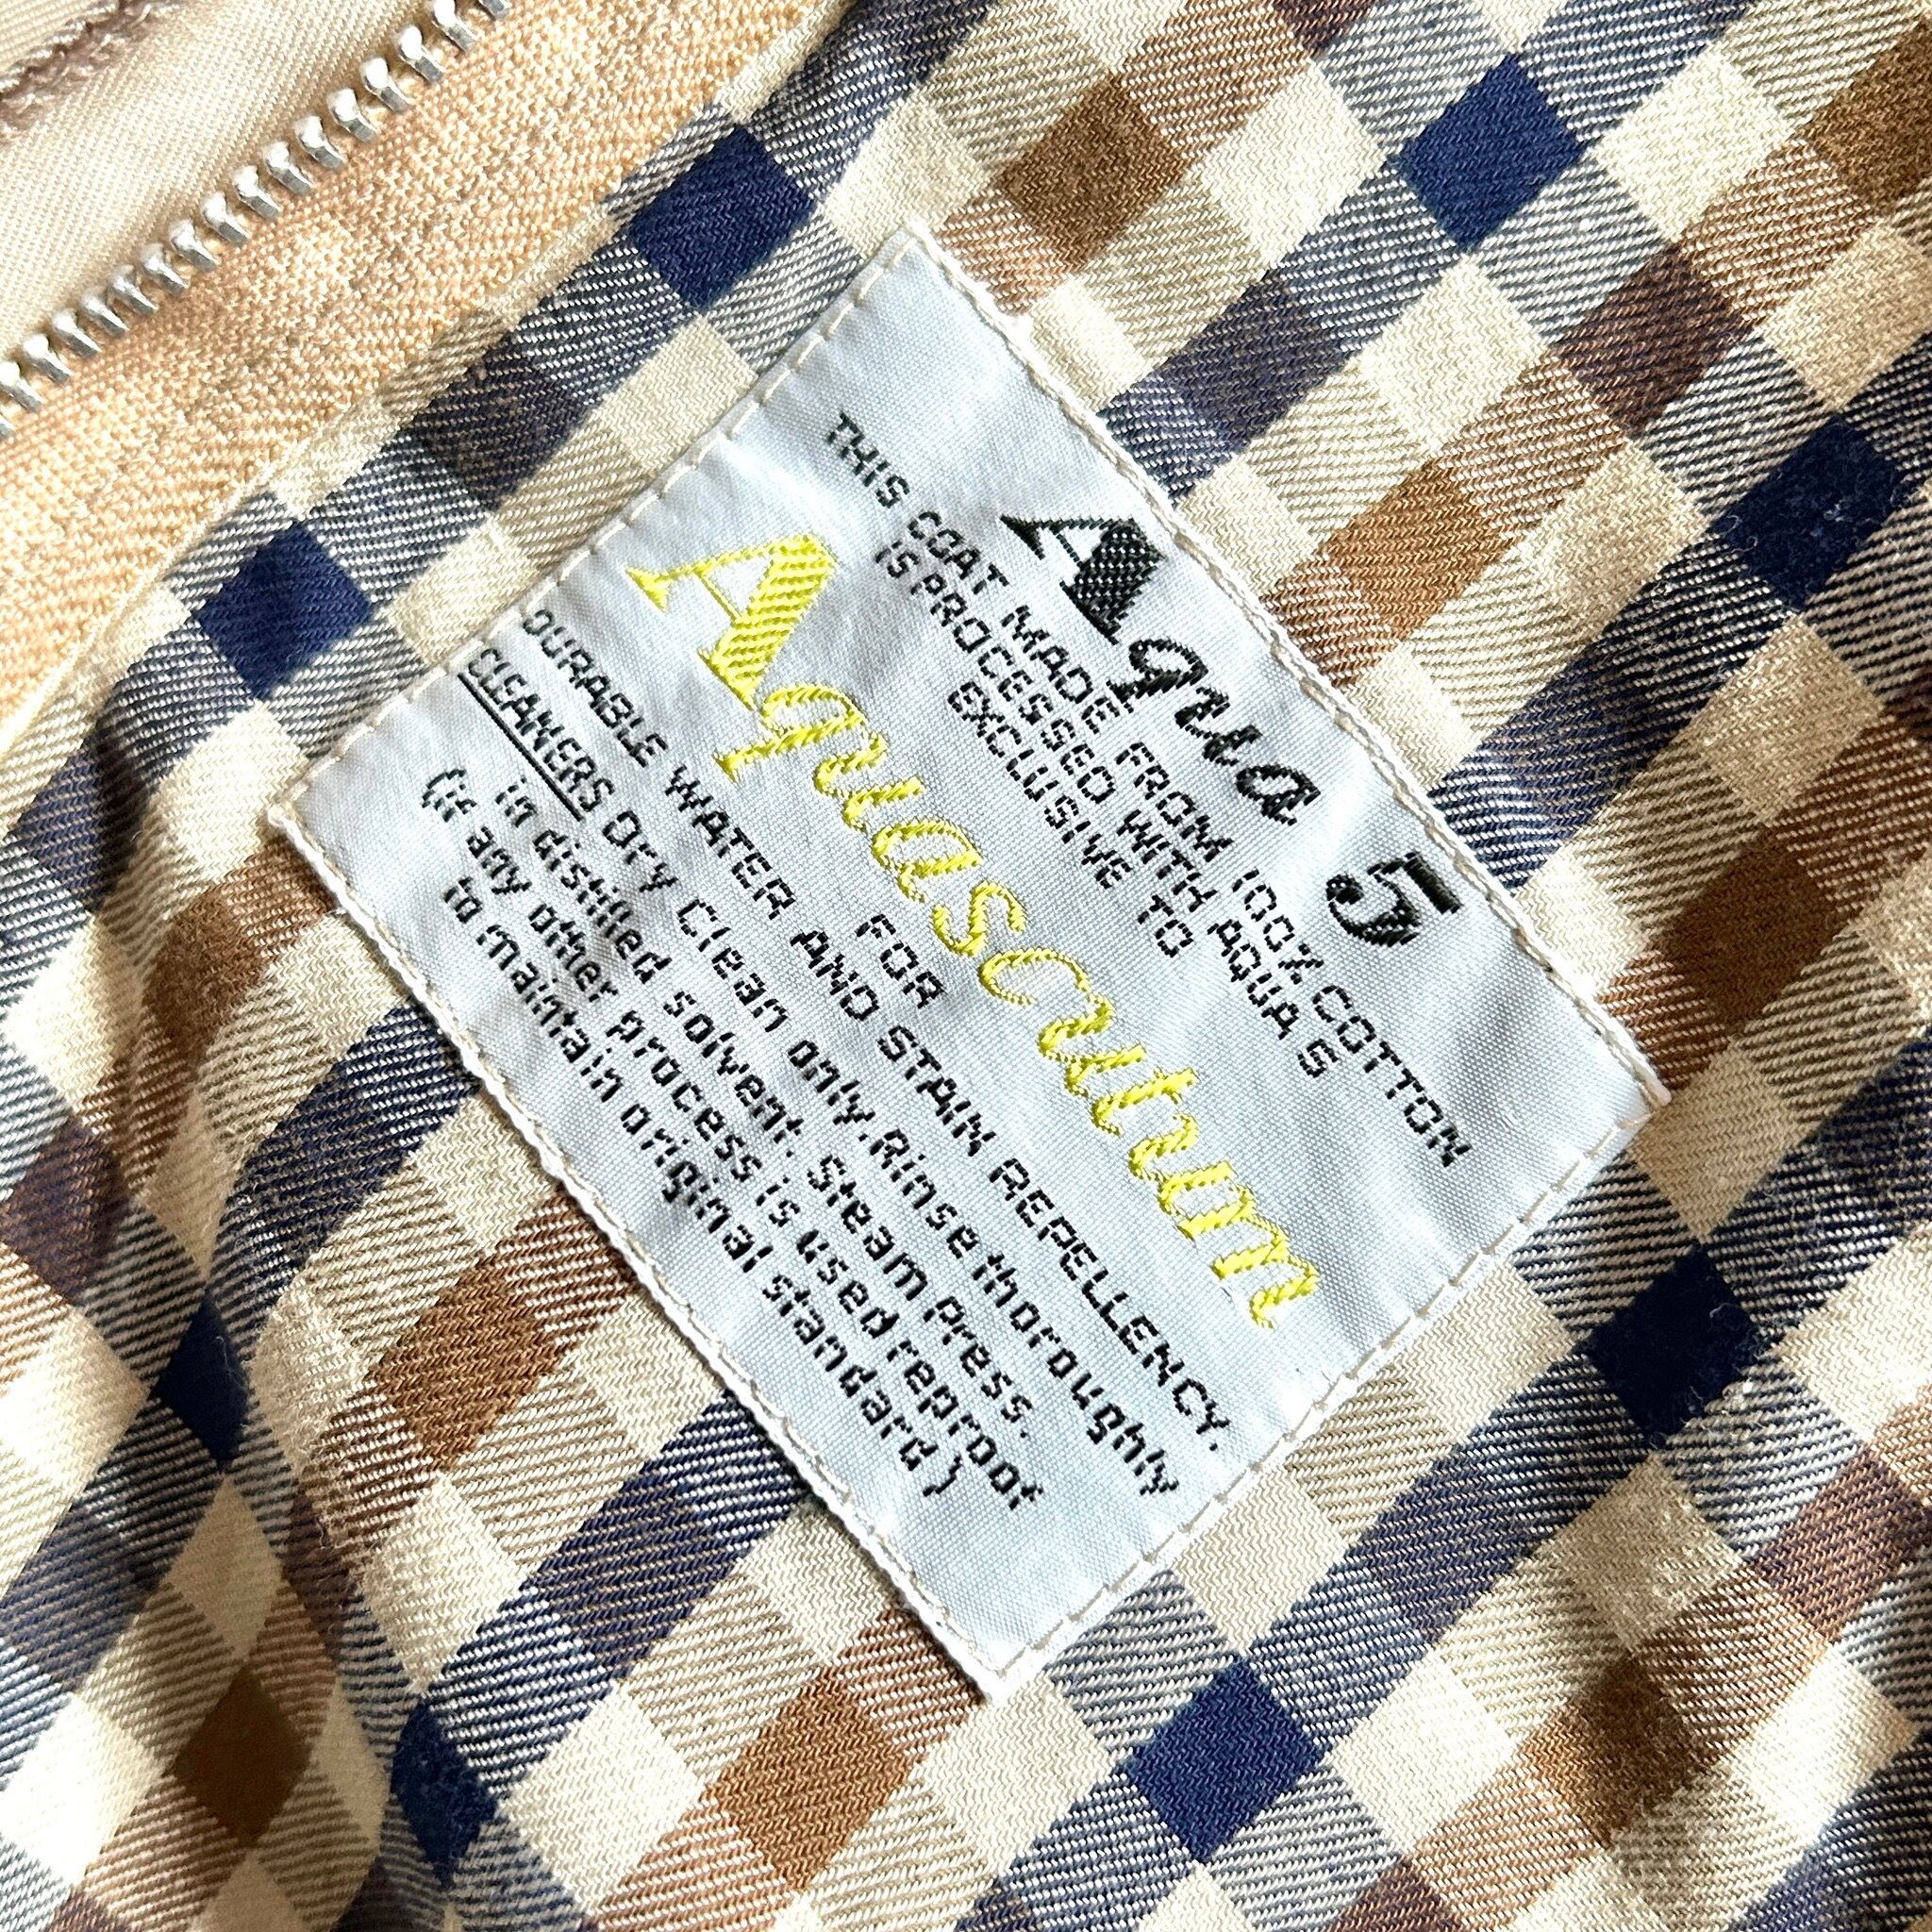 Aqua 5
THIS COAT MADE FROM 100% COTTON
IS PROCESSED WITH AQUA 5
EXCLUSIVE TO
Aquascutum
FOR
DURABLE WATER AND STAIN REPELLENCY.
CLEANERS Dry Clean only. Rinse thoroughly
in distilled solvent. Steam Press.
(if any other process is used reproof
to maintain original standard)